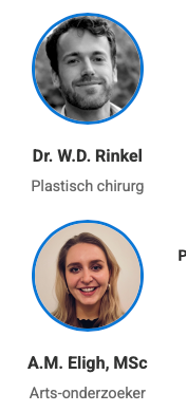 Dr. W.D. Rinkel
Plastisch chirurg
P
A.M. Eligh, MSc
Arts-onderzoeker